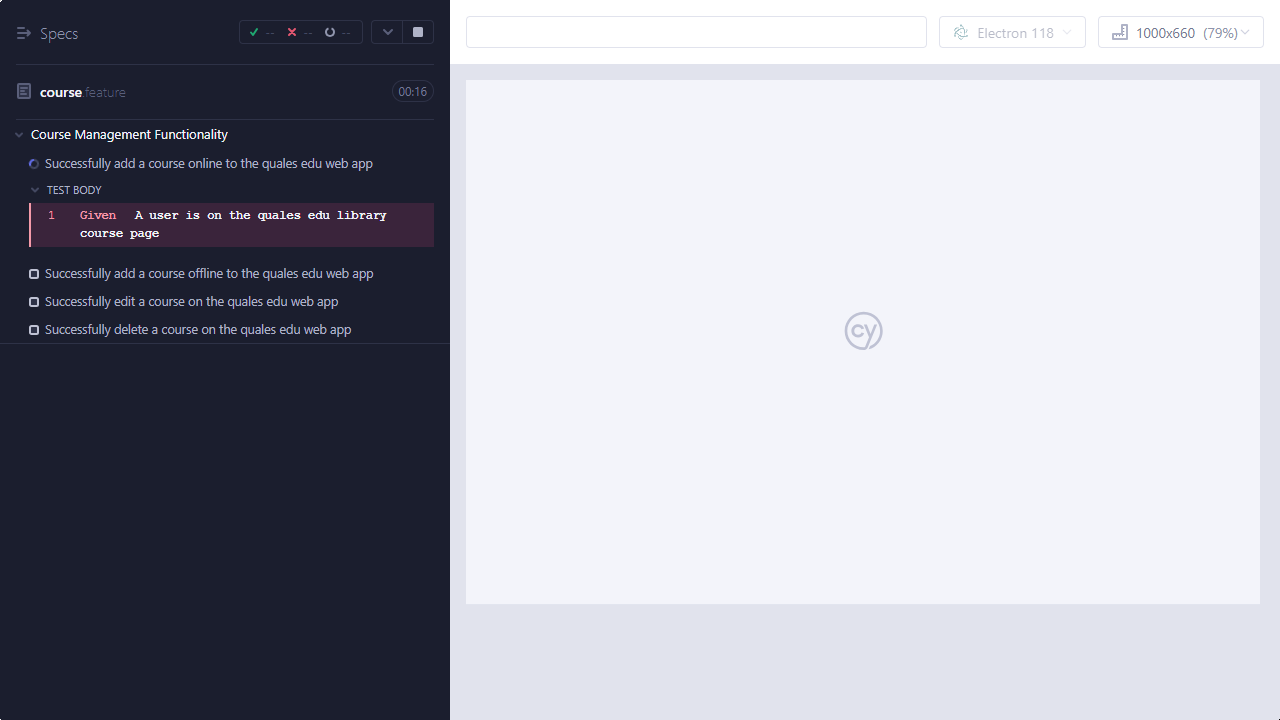 Specs
-- -- --
Electron 118
1000x660 (79%)
course.feature
00:16
Course Management Functionality
Successfully add a course online to the quales edu web app
TEST BODY
1 Given A user is on the quales edu library
course page
Successfully add a course offline to the quales edu web app
Successfully edit a course on the quales edu web app
Successfully delete a course on the quales edu web app
cy